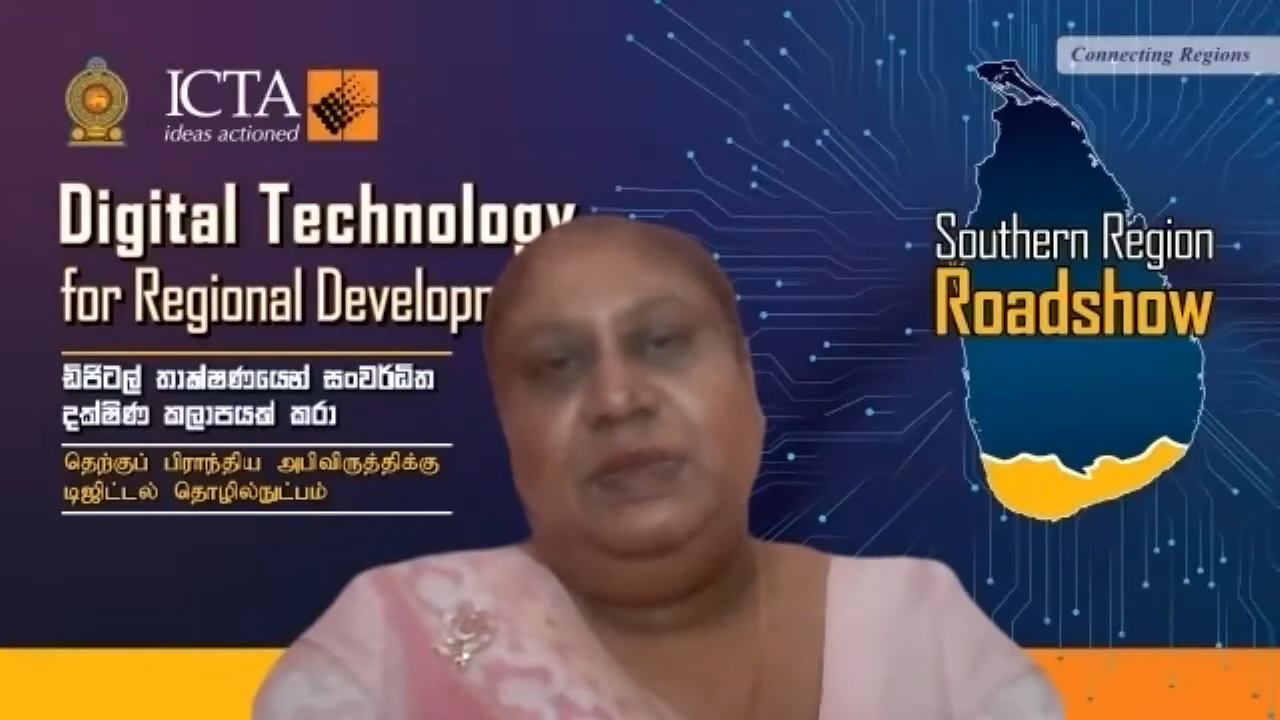 ICTA
ideas actioned
Connecting Regions
Digital Technology
for Regional
ඩිජිටල් තාක්ෂණයෙන් සංවර්ධිත
දක්ෂිණ කලාපයක් කරා
தெற்குப் பிராந்திய அபிவிருத்திக்கு
டிஜிட்டல் தொழில்நுட்பம்
Southern Region
Roadshow